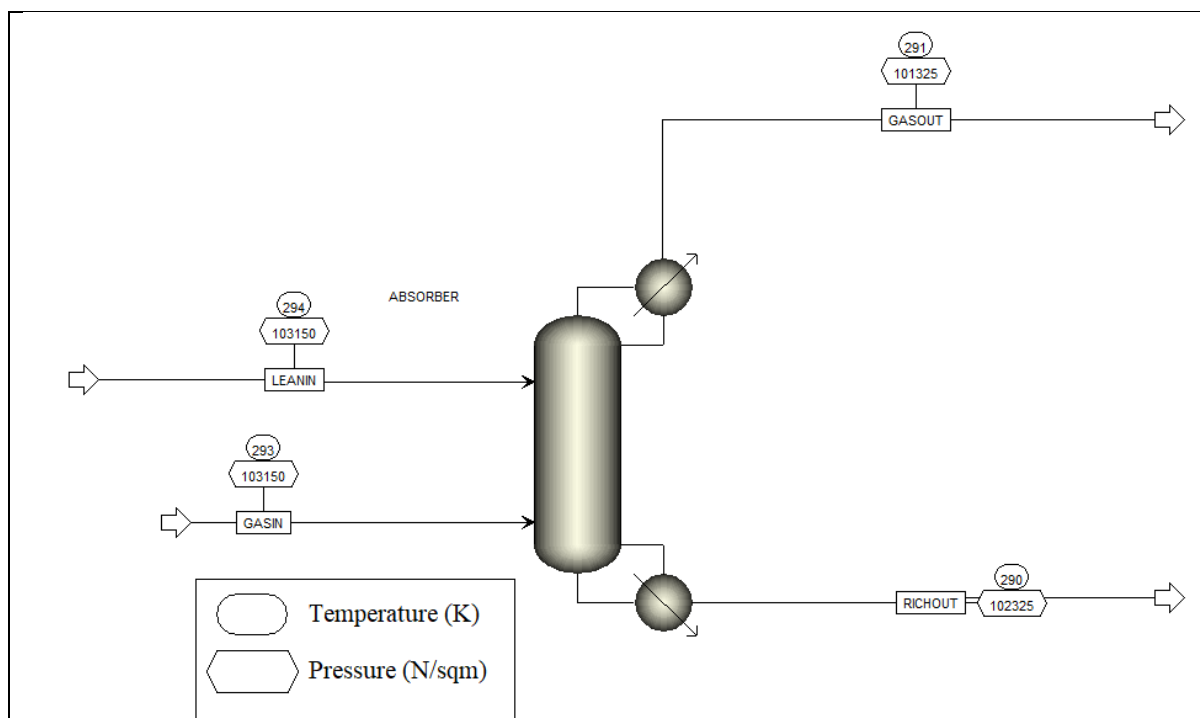 291
101325
GASOUT
ABSORBER
294
103150
LEANIN
293
103150
GASIN
290
RICHOUT
102325
Temperature (K)
Pressure (N/sqm)